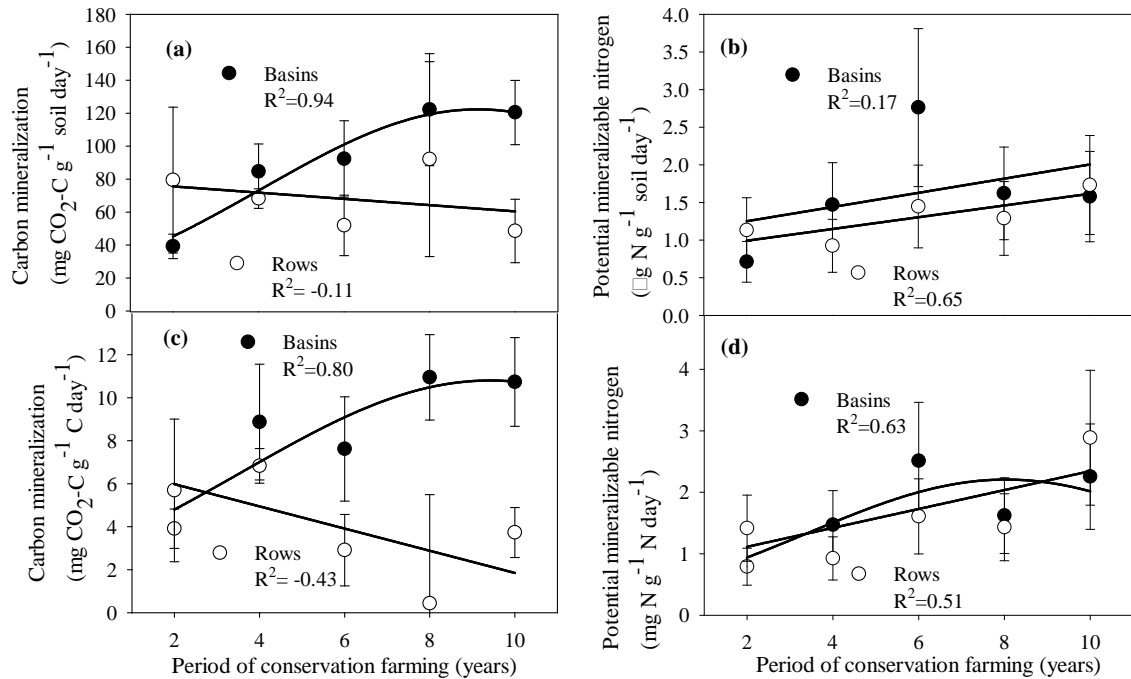 Carbon mineralization
(mg CO2-C g-1 soil day-1)
180
160
140
120
100
80
60
40
20
0
(a)
Basins
R2=0.94
Rows
R2= -0.11
Potential mineralizable nitrogen
(□g N g-1 soil day-1)
4.0
3.5
3.0
2.5
2.0
1.5
1.0
0.5
0.0
(b)
Basins
R2=0.17
Rows
R2=0.65
Carbon mineralization
(mg CO2-C g-1 C day-1)
12
10
8
6
4
2
0
(c)
Basins
R2=0.80
Rows
R2= -0.43
2 4 6 8 10
Period of conservation farming (years)
Potential mineralizable nitrogen
(mg N g-1 N day-1)
4
3
2
1
0
(d)
Basins
R2=0.63
Rows
R2=0.51
2 4 6 8 10
Period of conservation farming (years)